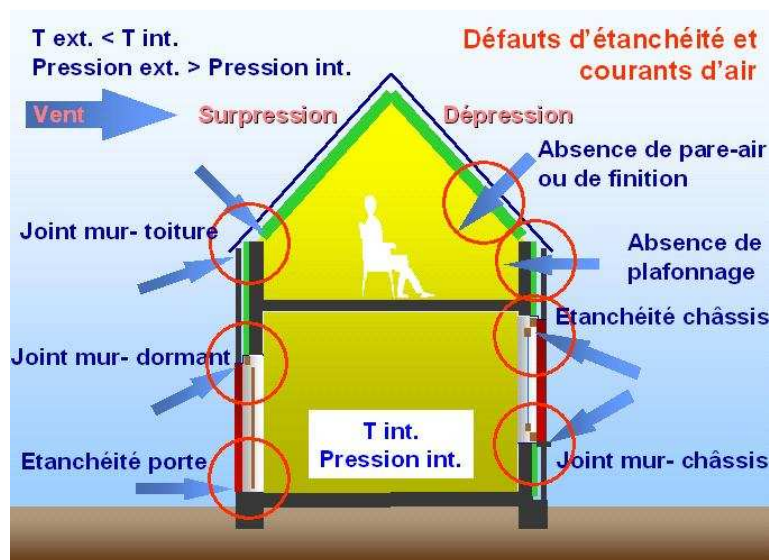 T ext. < T int.
Pression ext. > Pression int.
Défauts d'étanchéité et
courants d'air
Vent
Surpression
Dépression
Absence de pare-air
ou de finition
Joint mur- toiture
Absence de
plafonnage
Etanchéité châssis
Joint mur- dormant
T int.
Pression int.
Etanchéité porte
Joint mur- châssis